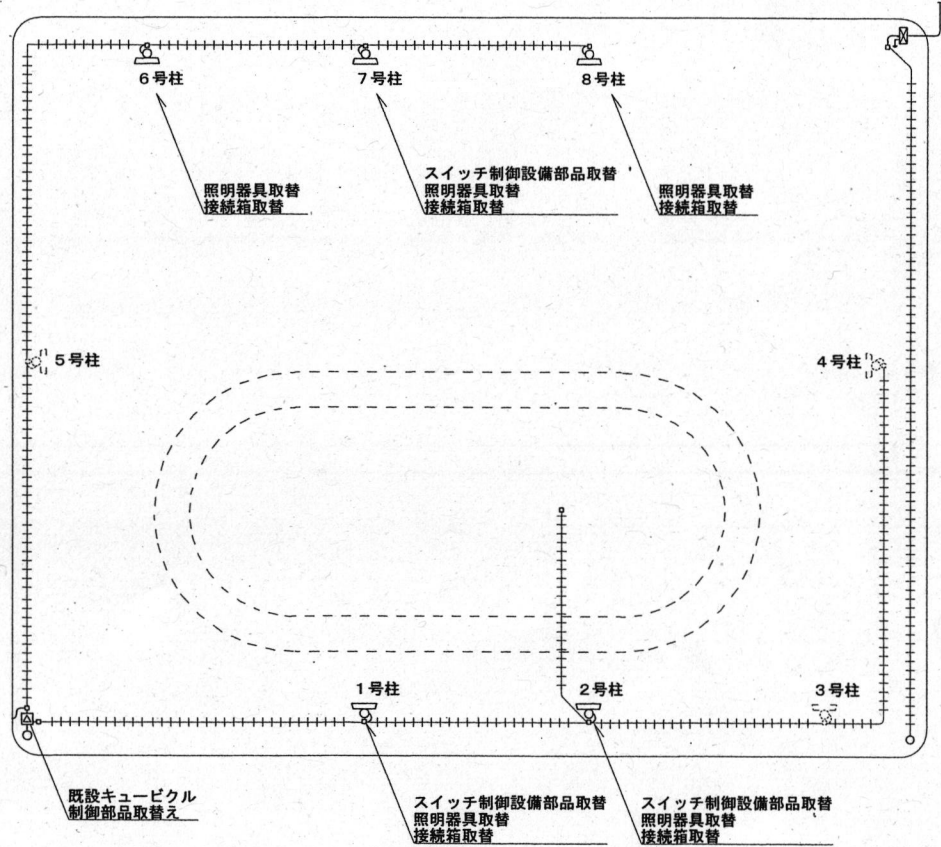 6号柱
7号柱
8号柱
照明器具取替
接続箱取替
スイッチ制御設備部品取替
照明器具取替
接続箱取替
照明器具取替
接続箱取替
5号柱
4号柱
1号柱
2号柱
3号柱
既設キュービクル
制御部品取替え
スイッチ制御設備部品取替
照明器具取替
接続箱取替
スイッチ制御設備部品取替
照明器具取替
接続箱取替